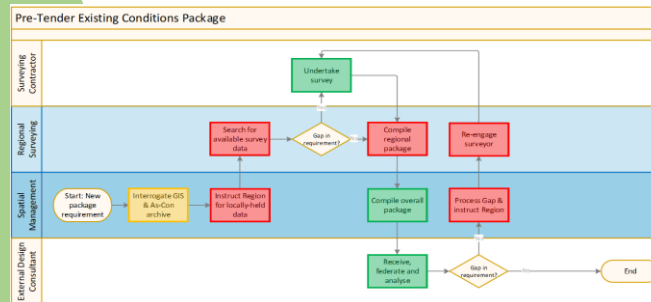 Pre-Tender Existing Conditions Package
Surveying
Contractor
Undertake
survey
Regional
Surveying
Search for
available survey
data
Gap in
requirement?
Compile
regional
package
Re-engage
surveyor
Spatial
Management
Start: New
package
requirement
Interrogate GIS
& As-Con
archive
Instruct Region
for locally-held
data
Compile overall
package
Process Gap &
instruct Region
External Design
Consultant
Receive,
federate and
analyse
Gap in
requirement?
End